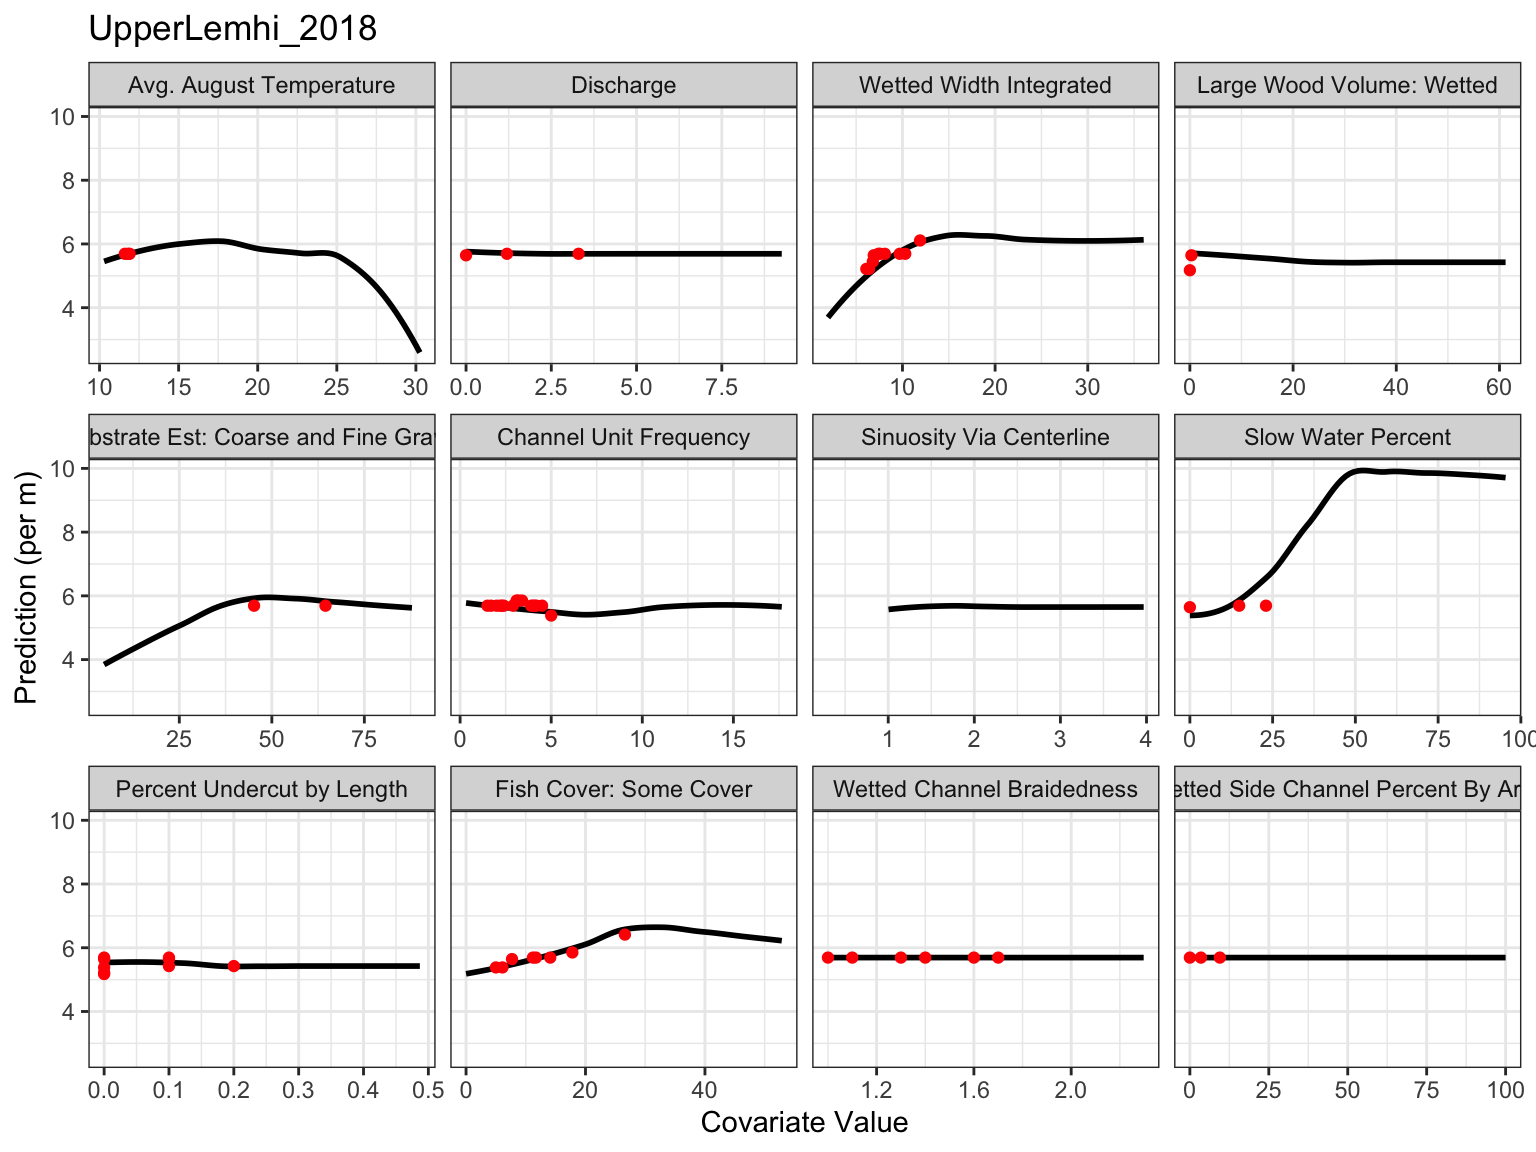 UpperLemhi_2018
Avg. August Temperature
Discharge
Wetted Width Integrated
Large Wood Volume: Wetted
10
8
6
4
10 15 20 25 30
0.0 2.5 5.0 7.5
10 20 30
0 20 40 60
bstrate Est: Coarse and Fine Grav
Channel Unit Frequency
Sinuosity Via Centerline
Slow Water Percent
10
8
6
4
25 50 75
0 5 10 15
1 2 3 4
0 25 50 75 100
Percent Undercut by Length
Fish Cover: Some Cover
Wetted Channel Braidedness
etted Side Channel Percent By Ar
10
8
6
4
0.0 0.1 0.2 0.3 0.4 0.5
0 20 40
1.2 1.6 2.0
0 25 50 75 100
Prediction (per m)
Covariate Value